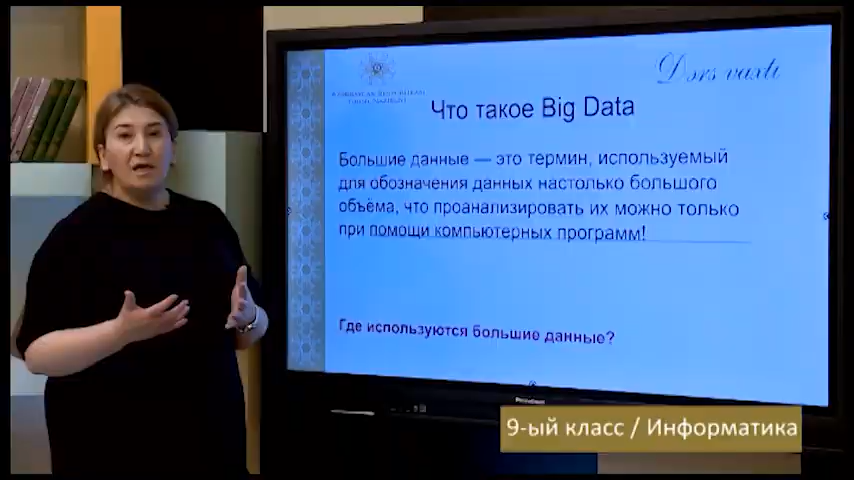 Dərs vaxtı
Что такое Big Data
Большие данные — это термин, используемый
для обозначения данных настолько большого
объёма, что проанализировать их можно только
при помощи компьютерных программ!
Где используются большие данные?
9-ый класс / Информатика